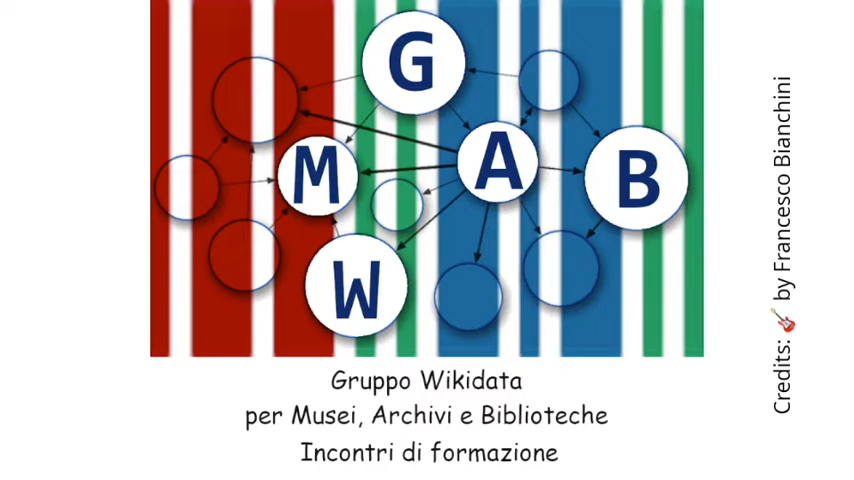 G
M
A
B
W
Gruppo Wikidata
per Musei, Archivi e Biblioteche
Incontri di formazione
Credits: 🎸 by Francesco Bianchini